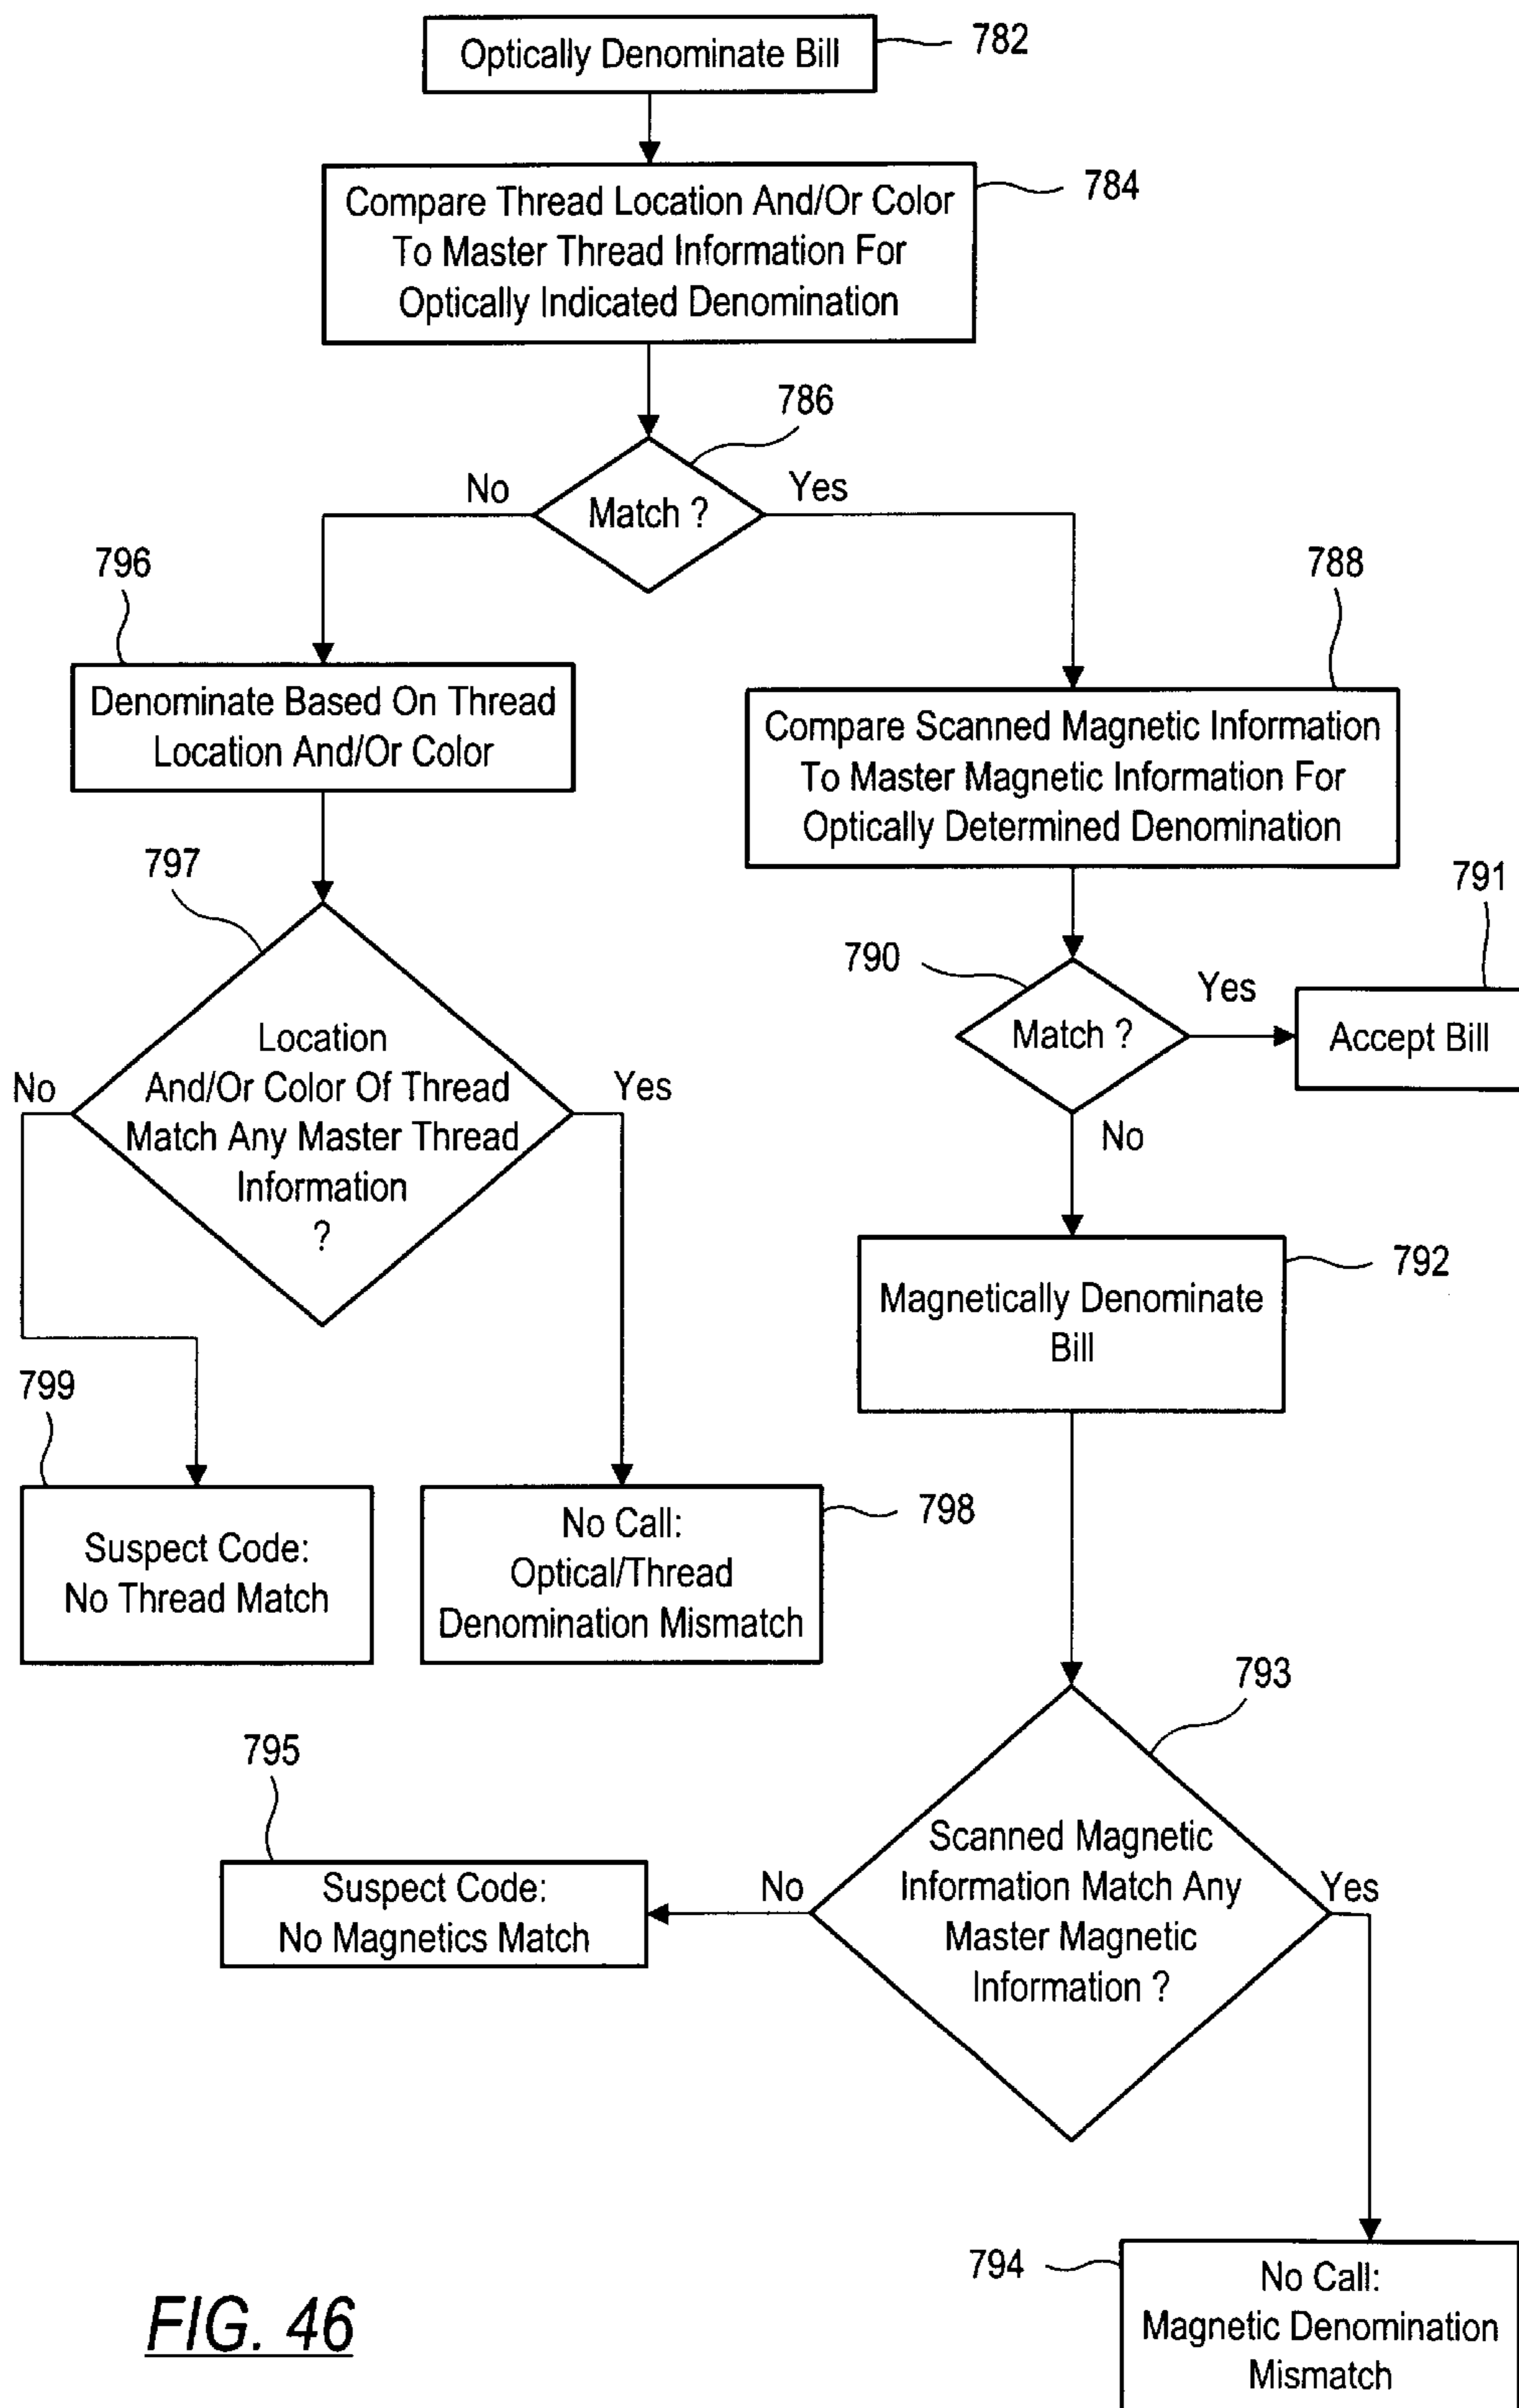 Optically Denominate Bill
782
Compare Thread Location And/Or Color
To Master Thread Information For
Optically Indicated Denomination
784
786
Match ?
No
Yes
796
Denominate Based On Thread
Location And/Or Color
788
Compare Scanned Magnetic Information
To Master Magnetic Information For
Optically Determined Denomination
797
Location
And/Or Color Of Thread
Match Any Master Thread
Information
?
No
Yes
790
Match ?
Yes
No
791
Accept Bill
792
Magnetically Denominate
Bill
799
Suspect Code:
No Thread Match
798
No Call:
Optical/Thread
Denomination Mismatch
793
Scanned Magnetic
Information Match Any
Master Magnetic
Information ?
No
Yes
795
Suspect Code:
No Magnetics Match
794
No Call:
Magnetic Denomination
Mismatch
FIG. 46